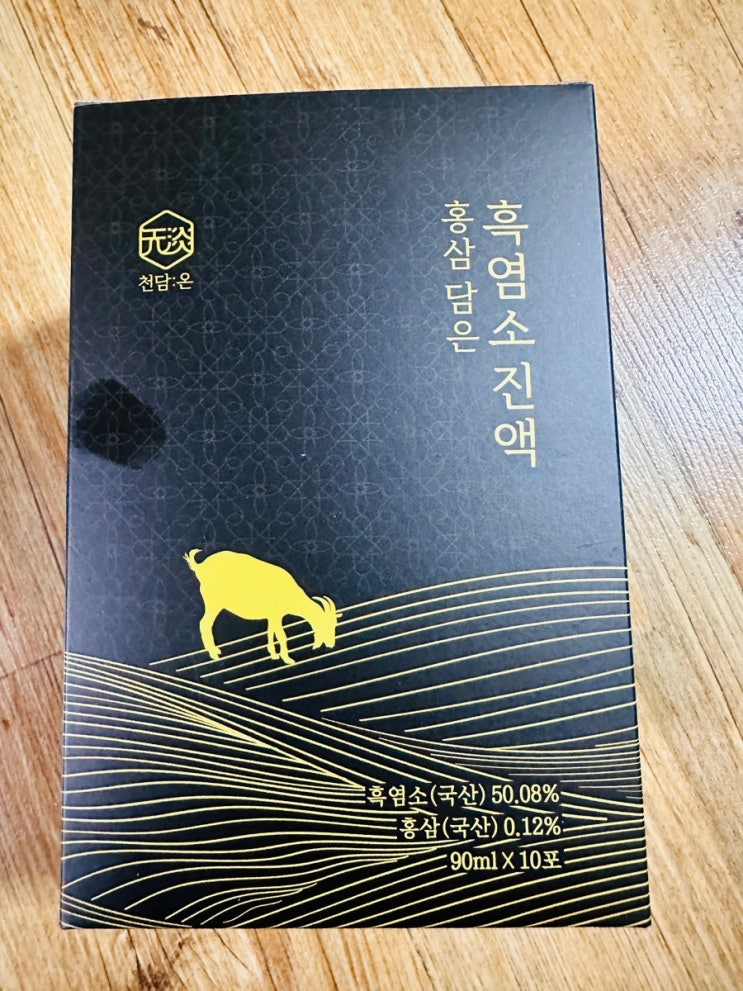 天淡
천담:온
홍삼 담은
흑염소진액
흑염소(국산) 50.08%
홍삼(국산) 0.12%
90ml X 10포